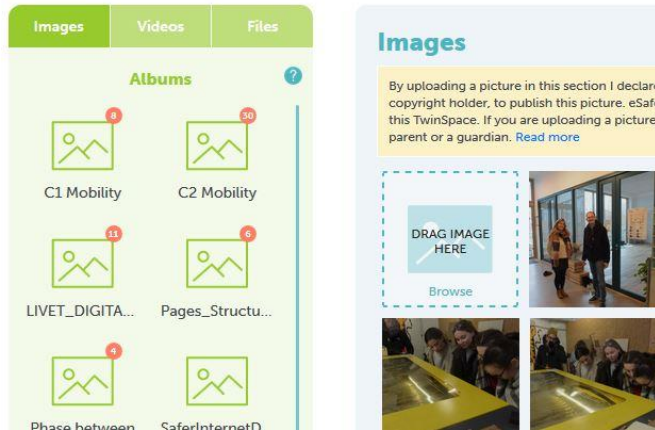 Images
Videos
Files
Albums
?
8
30
C1 Mobility
C2 Mobility
11
6
LIVET_DIGITA...
Pages_Structu...
4
Phase between
SaferInternetD
Images
By uploading a picture in this section I declare
copyright holder, to publish this picture. eSafe
this TwinSpace. If you are uploading a picture
parent or a guardian. Read more
DRAG IMAGE
HERE
Browse